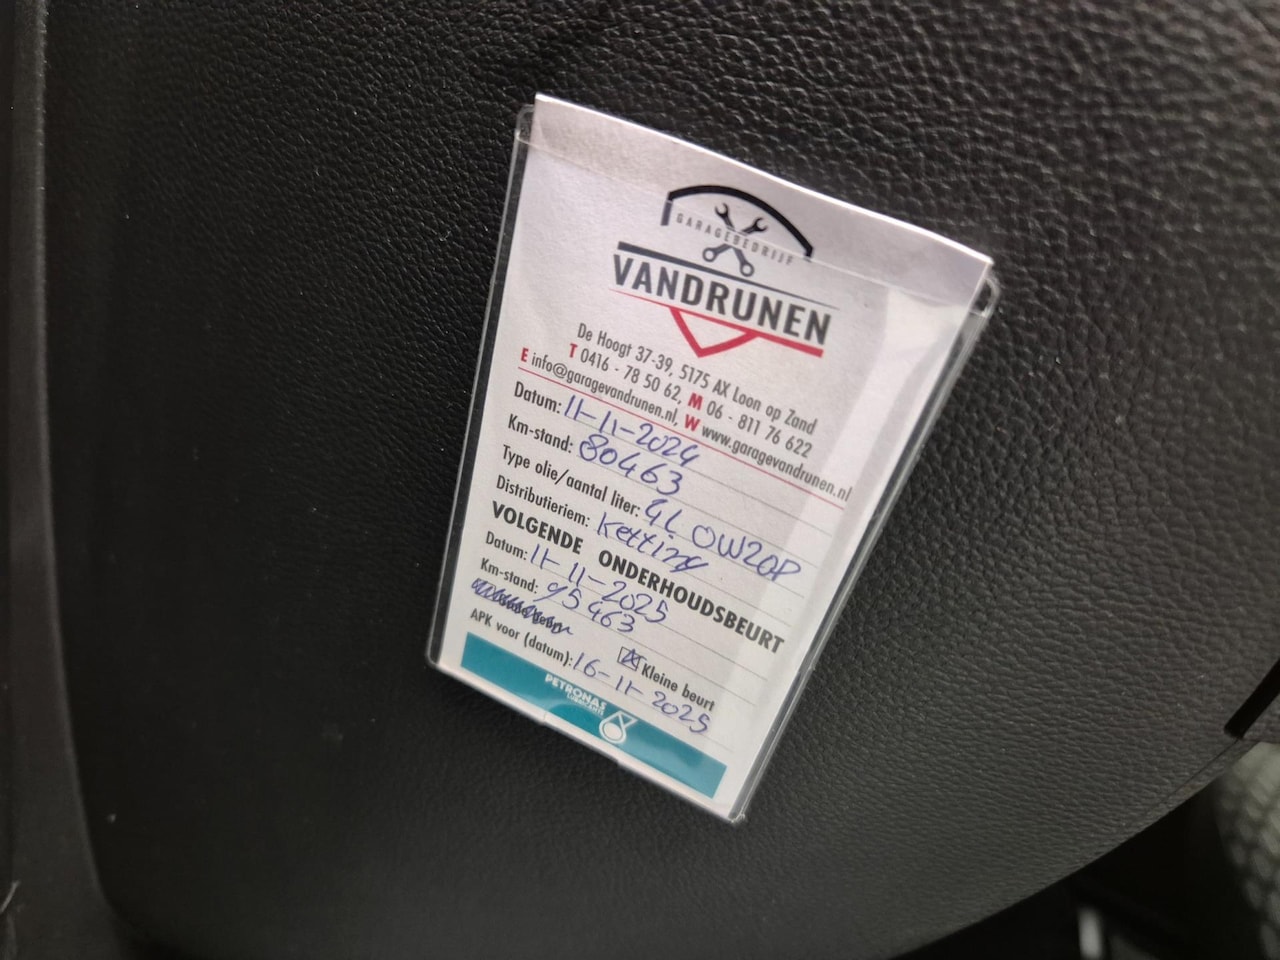 GARAGEBEDRIJF
VANDRUNEN
De Hoogt 37-39, 5175 AX Loon op Zand
T 0416 - 78 50 62, M 06 - 811 76 622
E info@garagevandrunen.nl, W www.garagevandrunen.nl
Datum: 11-11-2024
Km-stand: 80463
Type olie/aantal liter: 4L 0W20P
Distributieriem: Ketting
VOLGENDE ONDERHOUDSBEURT
Datum: 11-11-2025
Km-stand: 95463
Kleine beurt
APK voor (datum): 16-11-2025
PETRONAS
LUBRICANTS